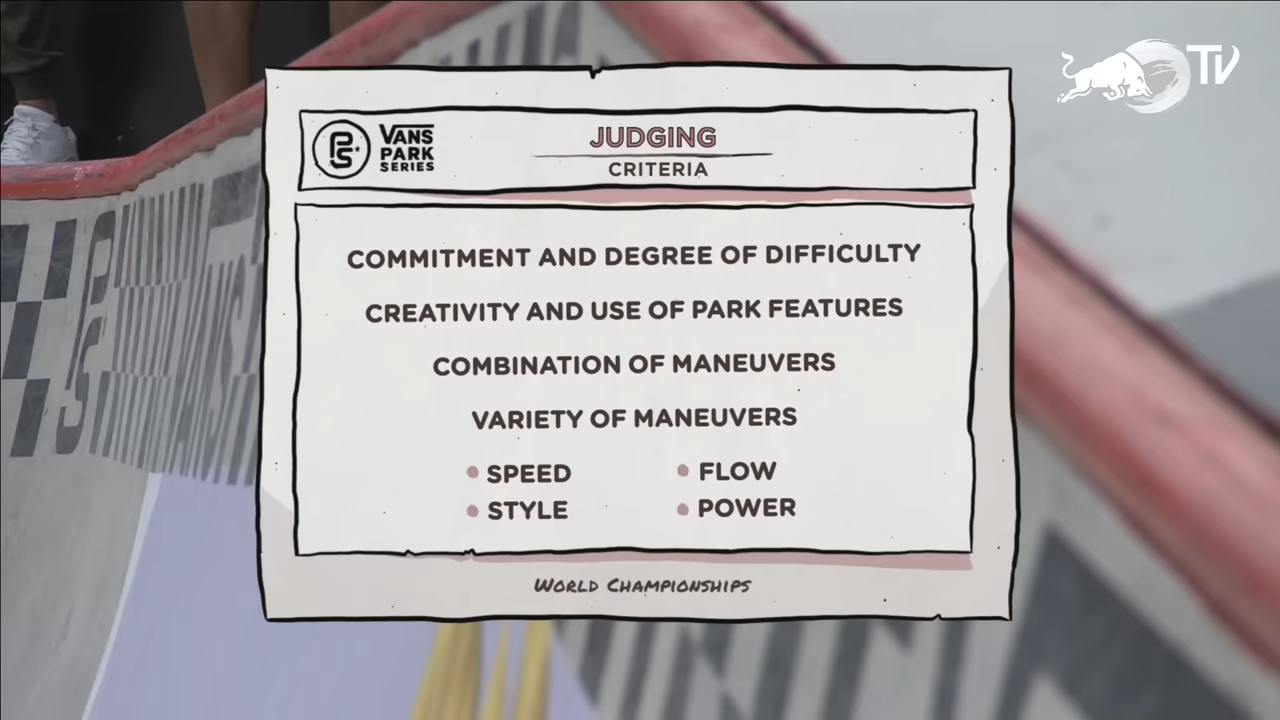 TV
VANS
PARK
SERIES
JUDGING
CRITERIA
COMMITMENT AND DEGREE OF DIFFICULTY
CREATIVITY AND USE OF PARK FEATURES
COMBINATION OF MANEUVERS
VARIETY OF MANEUVERS
SPEED
FLOW
STYLE
POWER
WORLD CHAMPIONSHIPS